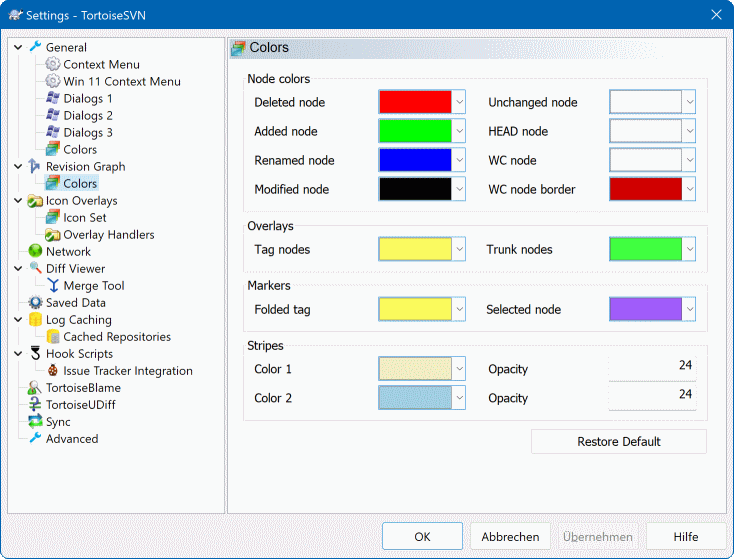 Settings - TortoiseSVN
General
Context Menu
Win 11 Context Menu
Dialogs 1
Dialogs 2
Dialogs 3
Colors
Revision Graph
Colors
Icon Overlays
Icon Set
Overlay Handlers
Network
Diff Viewer
Merge Tool
Saved Data
Log Caching
Cached Repositories
Hook Scripts
Issue Tracker Integration
TortoiseBlame
TortoiseUDiff
Sync
Advanced
Colors
Node colors
Deleted node Unchanged node
Added node HEAD node
Renamed node WC node
Modified node WC node border
Overlays
Tag nodes Trunk nodes
Markers
Folded tag Selected node
Stripes
Color 1 Opacity 24
Color 2 Opacity 24
Restore Default
OK Abbrechen Übernehmen Hilfe